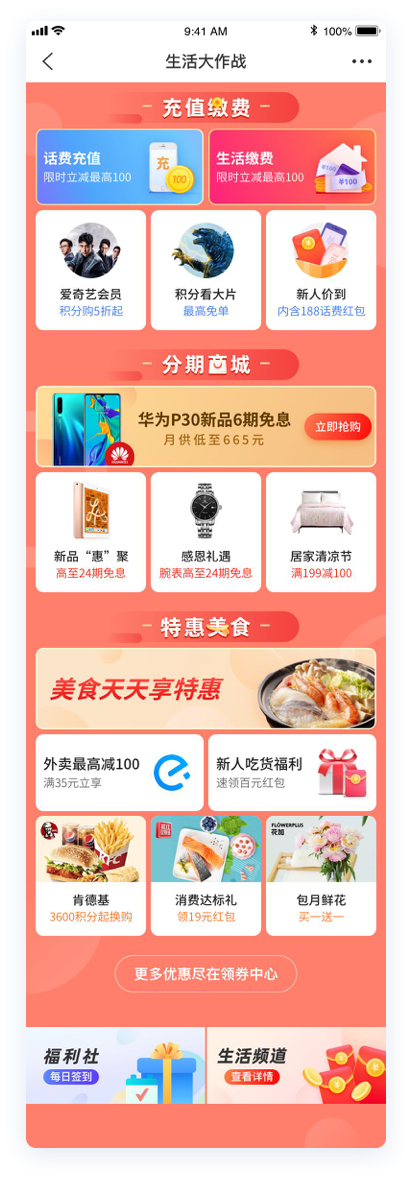 9:41 AM
100%
生活大作战
充值缴费
话费充值
限时立减最高100
充
100
生活缴费
限时立减最高100
¥100
¥100
爱奇艺会员
积分购5折起
积分看大片
最高免单
新人价到
内含188话费红包
分期商城
华为P30新品6期免息
月供低至665元
立即抢购
HUAWEI
新品“惠”聚
高至24期免息
感恩礼遇
腕表高至24期免息
居家清凉节
满199减100
特惠美食
美食天天享特惠
外卖最高减100
满35元立享
新人吃货福利
速领百元红包
KFC
肯德基
3600积分起换购
消费达标礼
领19元红包
FLOWERPLUS
花加
包月鲜花
买一送一
更多优惠尽在领券中心
福利社
每日签到
生活频道
查看详情